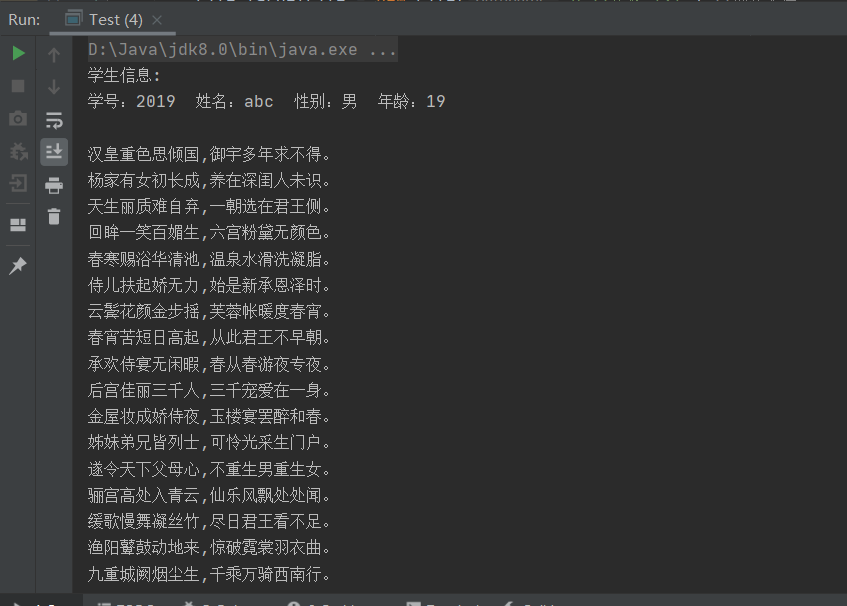 Run: Test (4)
D:\Java\jdk8.0\bin\java.exe ...
学生信息:
学号: 2019 姓名: abc 性别: 男 年龄: 19
汉皇重色思倾国,御宇多年求不得。
杨家有女初长成,养在深闺人未识。
天生丽质难自弃,一朝选在君王侧。
回眸一笑百媚生,六宫粉黛无颜色。
春寒赐浴华清池,温泉水滑洗凝脂。
侍儿扶起娇无力,始是新承恩泽时。
云鬓花颜金步摇,芙蓉帐暖度春宵。
春宵苦短日高起,从此君王不早朝。
承欢侍宴无闲暇,春从春游夜专夜。
后宫佳丽三千人,三千宠爱在一身。
金屋妆成娇侍夜,玉楼宴罢醉和春。
姊妹弟兄皆列士,可怜光采生门户。
遂令天下父母心,不重生男重生女。
骊宫高处入青云,仙乐风飘处处闻。
缓歌慢舞凝丝竹,尽日君王看不足。
渔阳鼙鼓动地来,惊破霓裳羽衣曲。
九重城阙烟尘生,千乘万骑西南行。